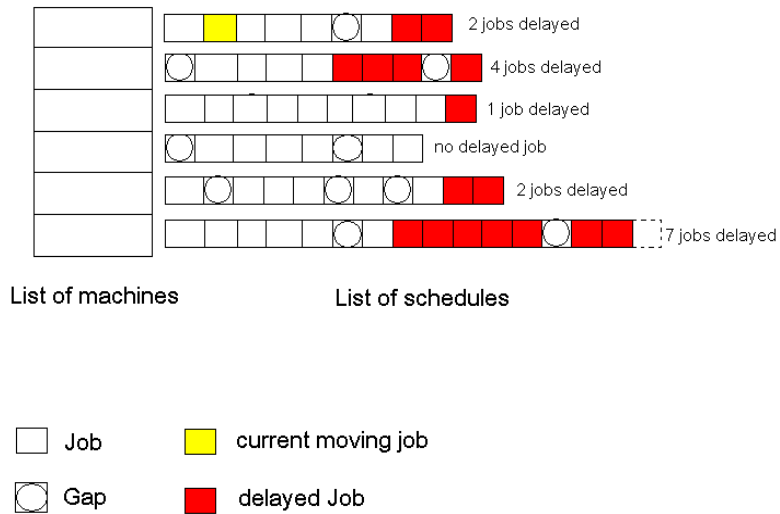 2 jobs delayed
4 jobs delayed
1 job delayed
no delayed job
2 jobs delayed
7 jobs delayed
List of machines
List of schedules
Job
current moving job
Gap
delayed Job